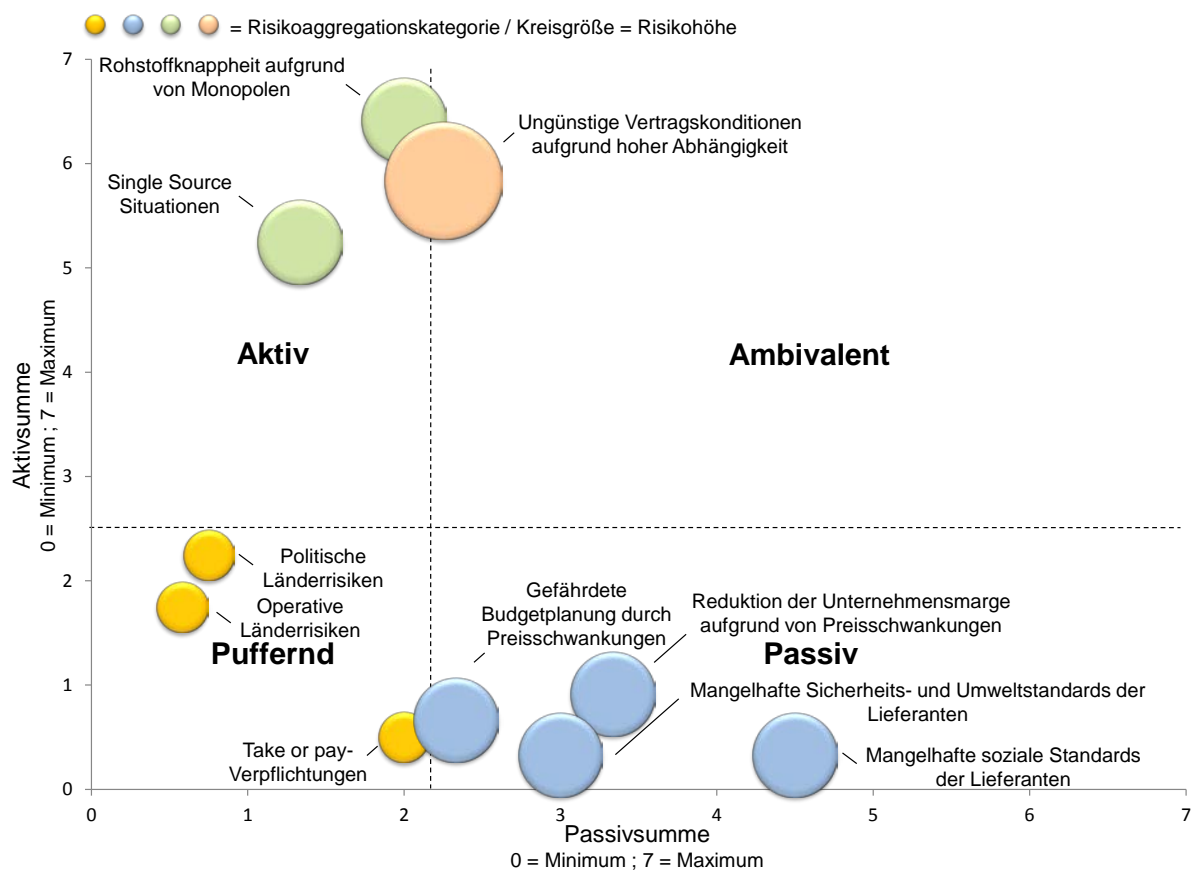 = Risikoaggregationskategorie / Kreisgröße = Risikohöhe
7
Rohstoffknappheit aufgrund
von Monopolen
Ungünstige Vertragskonditionen
aufgrund hoher Abhängigkeit
6
Single Source
Situationen
5
Aktiv
Ambivalent
4
Aktivsumme
0 = Minimum ; 7 = Maximum
3
Politische
Länderrisiken
2
Operative
Länderrisiken
Gefährdete
Budgetplanung durch
Preisschwankungen
Reduktion der Unternehmensmarge
aufgrund von Preisschwankungen
Puffernd
Passiv
1
Mangelhafte Sicherheits- und Umweltstandards der
Lieferanten
Take or pay-
Verpflichtungen
Mangelhafte soziale Standards
der Lieferanten
0
0 1 2 3 4 5 6 7
Passivsumme
0 = Minimum ; 7 = Maximum